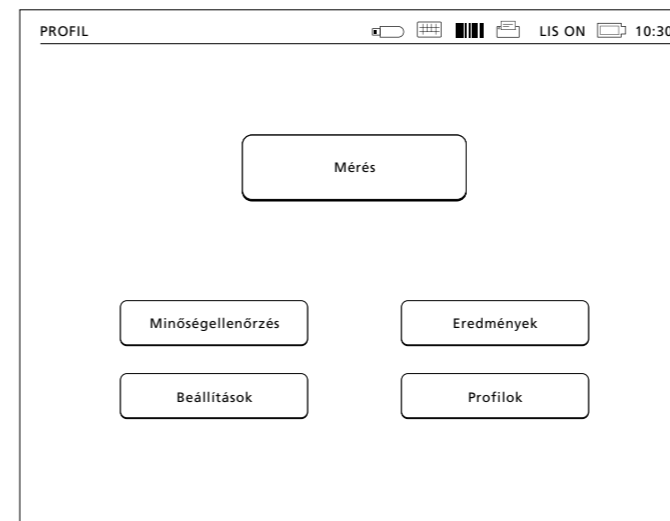 PROFIL LIS ON 10:30
Mérés
Minőségellenőrzés Eredmények
Beállítások Profilok